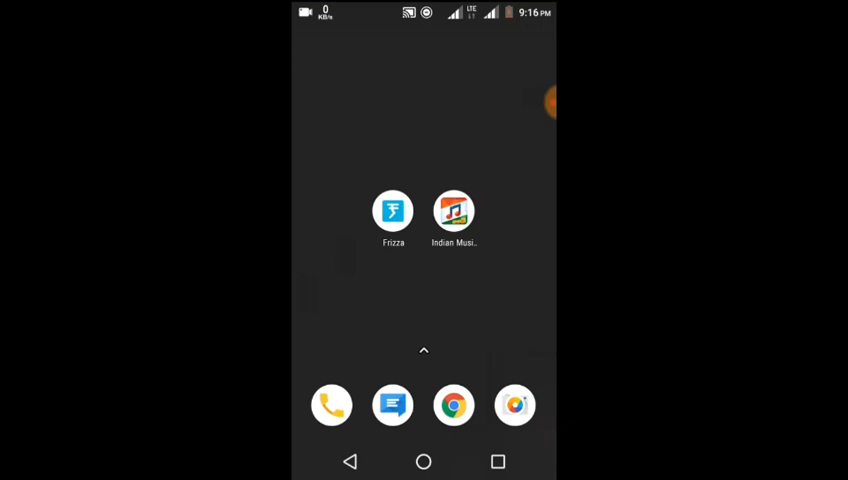 0
KB/s
LTE
9:16 PM
Frizza
Indian Musi..